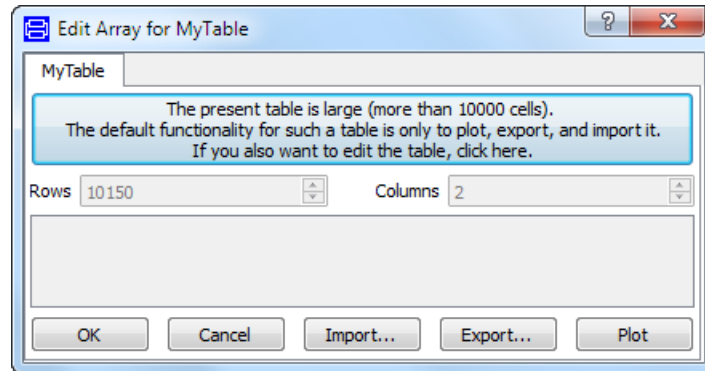 Edit Array for MyTable
?
X
MyTable
The present table is large (more than 10000 cells).
The default functionality for such a table is only to plot, export, and import it.
If you also want to edit the table, click here.
Rows 10150 Columns 2
OK Cancel Import... Export... Plot